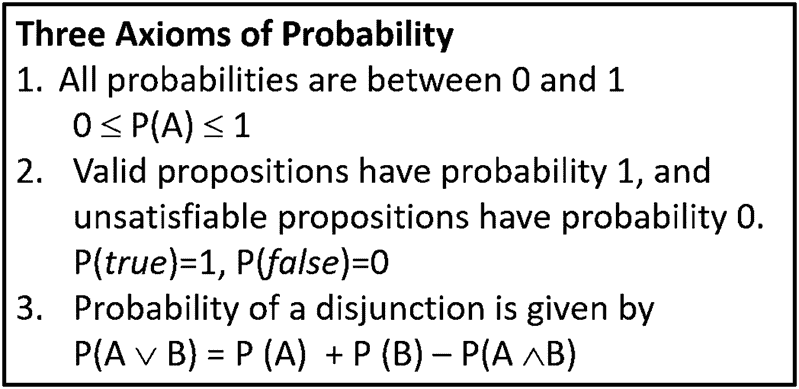 Three Axioms of Probability
1. All probabilities are between 0 and 1
0 ≤ P(A) ≤ 1
2. Valid propositions have probability 1, and
unsatisfiable propositions have probability 0.
P(true)=1, P(false)=0
3. Probability of a disjunction is given by
P(A ∨ B) = P (A) + P (B) – P(A ∧B)